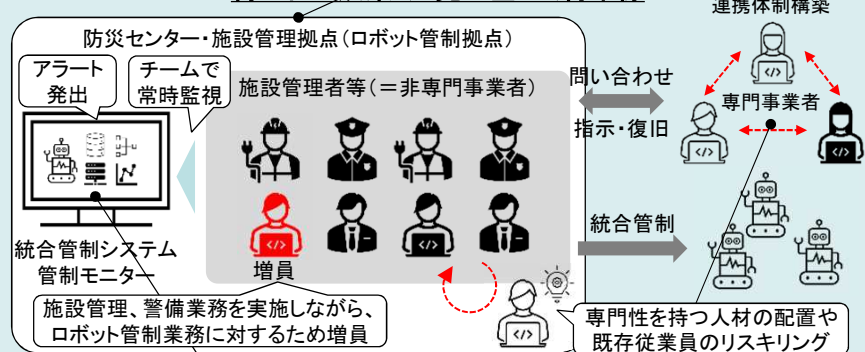 連携体制構築
防災センター・施設管理拠点(ロボット管制拠点)
アラート
発出
チームで
常時監視
施設管理者等(=非専門事業者)
問い合わせ
指示・復旧
専門事業者
</>
</>
</>
統合管制システム
管制モニター
</>
</>
増員
統合管制
施設管理、警備業務を実施しながら、
ロボット管制業務に対するため増員
</>
専門性を持つ人材の配置や
既存従業員のリスキリング